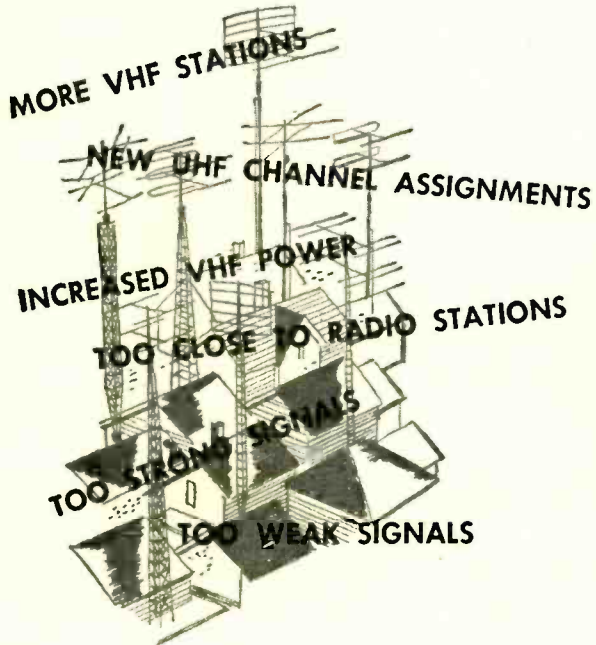 MORE VHF STATIONS
NEW UHF CHANNEL ASSIGNMENTS
INCREASED VHF POWER
TOO CLOSE TO RADIO STATIONS
TOO STRONG SIGNALS
TOO WEAK SIGNALS